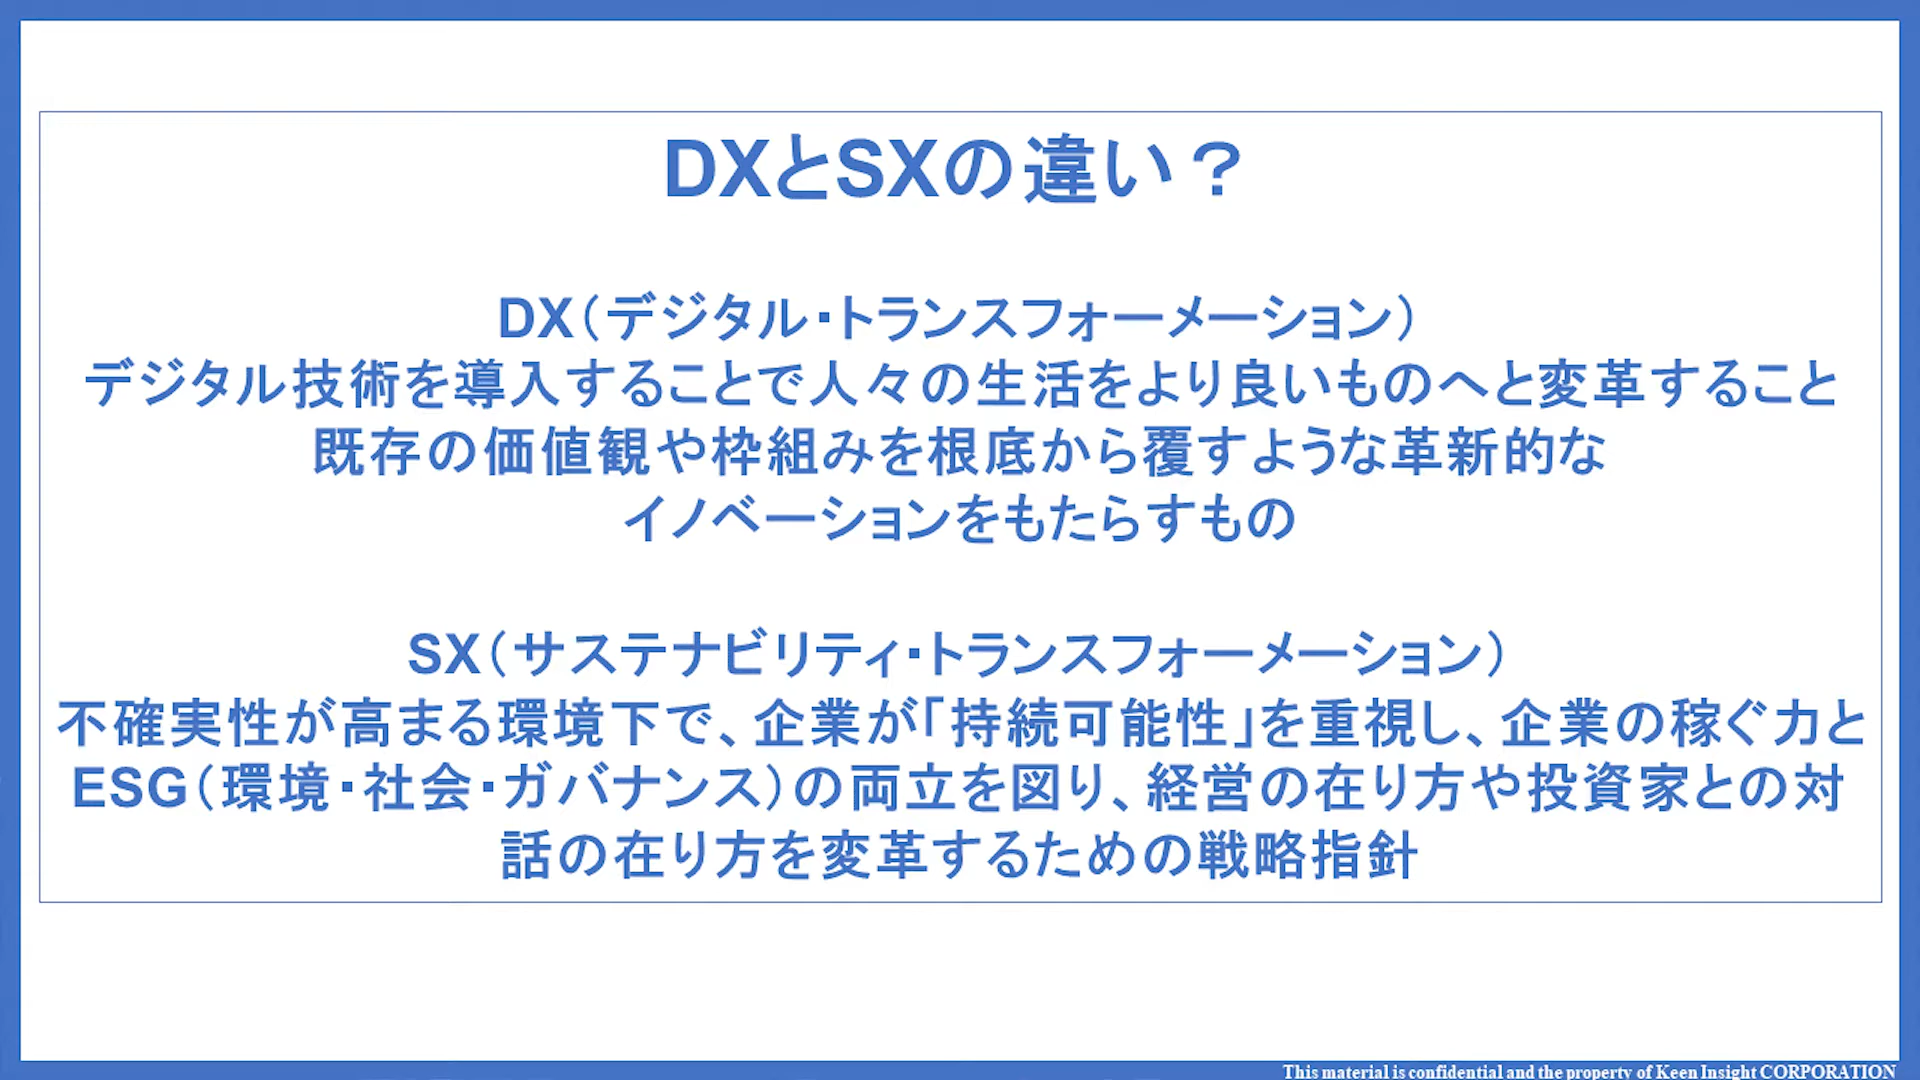 DXとSXの違い？
DX（デジタル・トランスフォーメーション）
デジタル技術を導入することで人々の生活をより良いものへと変革すること
既存の価値観や枠組みを根底から覆すような革新的な
イノベーションをもたらすもの
SX（サステナビリティ・トランスフォーメーション）
不確実性が高まる環境下で、企業が「持続可能性」を重視し、企業の稼ぐ力と
ESG（環境・社会・ガバナンス）の両立を図り、経営の在り方や投資家との対
話の在り方を変革するための戦略指針
This material is confidential and the property of Keen Insight CORPORATION